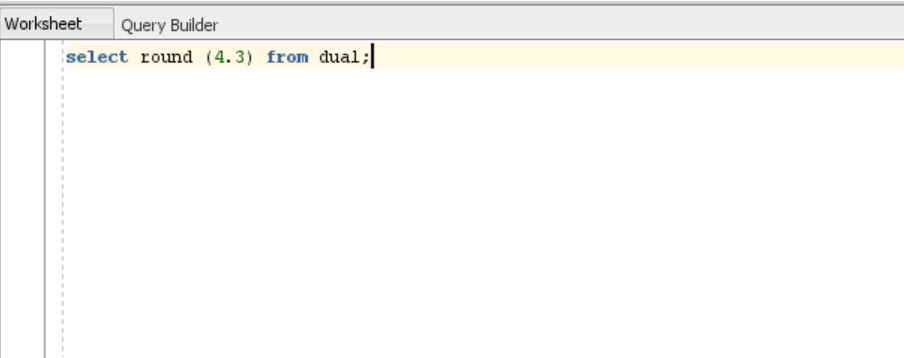 Worksheet Query Builder
select round (4.3) from dual;